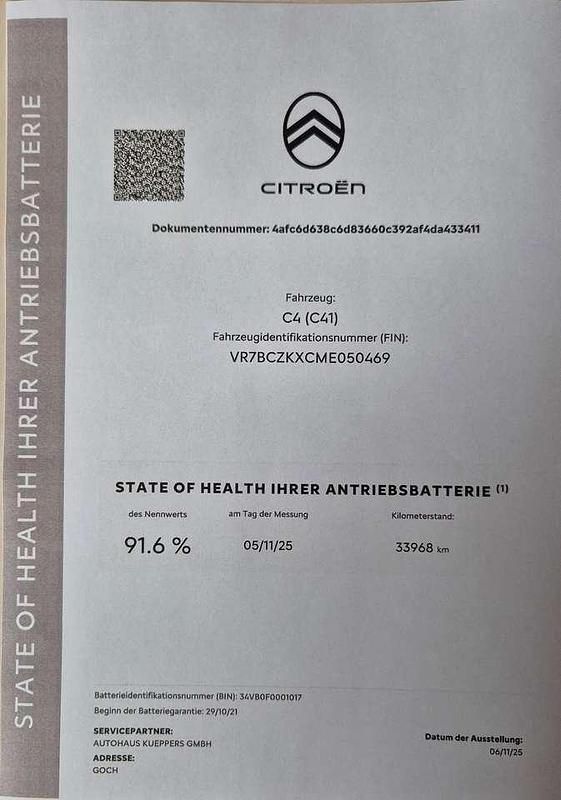 STATE OF HEALTH IHRER ANTRIEBSBATTERIE
CITROËN
Dokumentennummer: 4afc6d638c6d83660c392af4da433411
Fahrzeug:
C4 (C41)
Fahrzeugidentifikationsnummer (FIN):
VR7BCZKXCME050469
STATE OF HEALTH IHRER ANTRIEBSBATTERIE (1)
des Nennwerts am Tag der Messung Kilometerstand:
91.6 % 05/11/25 33968 km
Batterieidentifikationsnummer (BIN): 34VB0F0001017
Beginn der Batteriegarantie: 29/10/21
SERVICEPARTNER:
AUTOHAUS KUEPPERS GMBH
ADRESSE:
GOCH
Datum der Ausstellung:
06/11/25